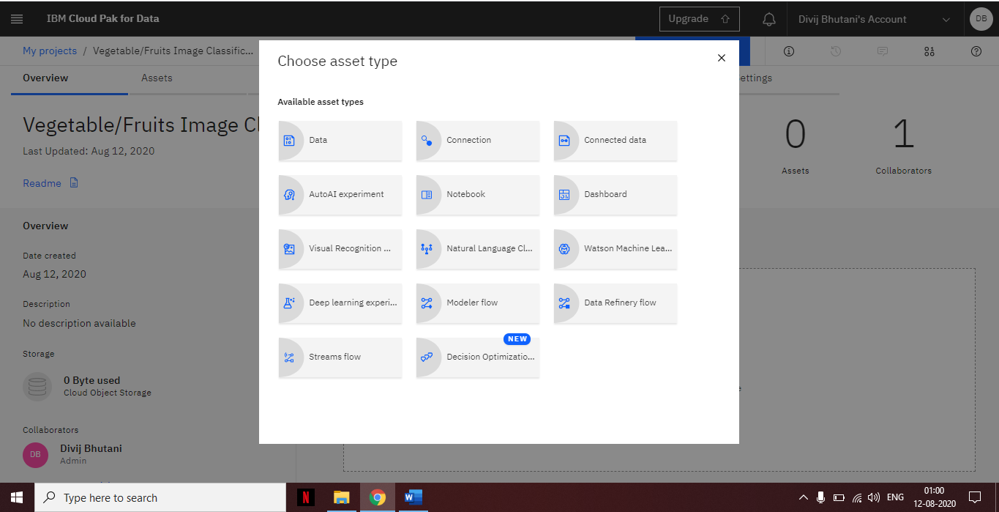 IBM Cloud Pak for Data
Upgrade
Divij Bhutani's Account
DB
My projects / Vegetable/Fruits Image Classific...
Overview
Assets
ettings
Choose asset type
Available asset types
Data
Connection
Connected data
AutoAI experiment
Notebook
Dashboard
Visual Recognition ...
Natural Language Cl...
Watson Machine Lea...
Deep learning experi...
Modeler flow
Data Refinery flow
Streams flow
NEW
Decision Optimizatio...
Vegetable/Fruits Image Cl
Last Updated: Aug 12, 2020
Readme
0
Assets
1
Collaborators
Overview
Date created
Aug 12, 2020
Description
No description available
Storage
0 Byte used
Cloud Object Storage
Collaborators
DB
Divij Bhutani
Admin
e
N
W
Type here to search
ENG
01:00
12-08-2020